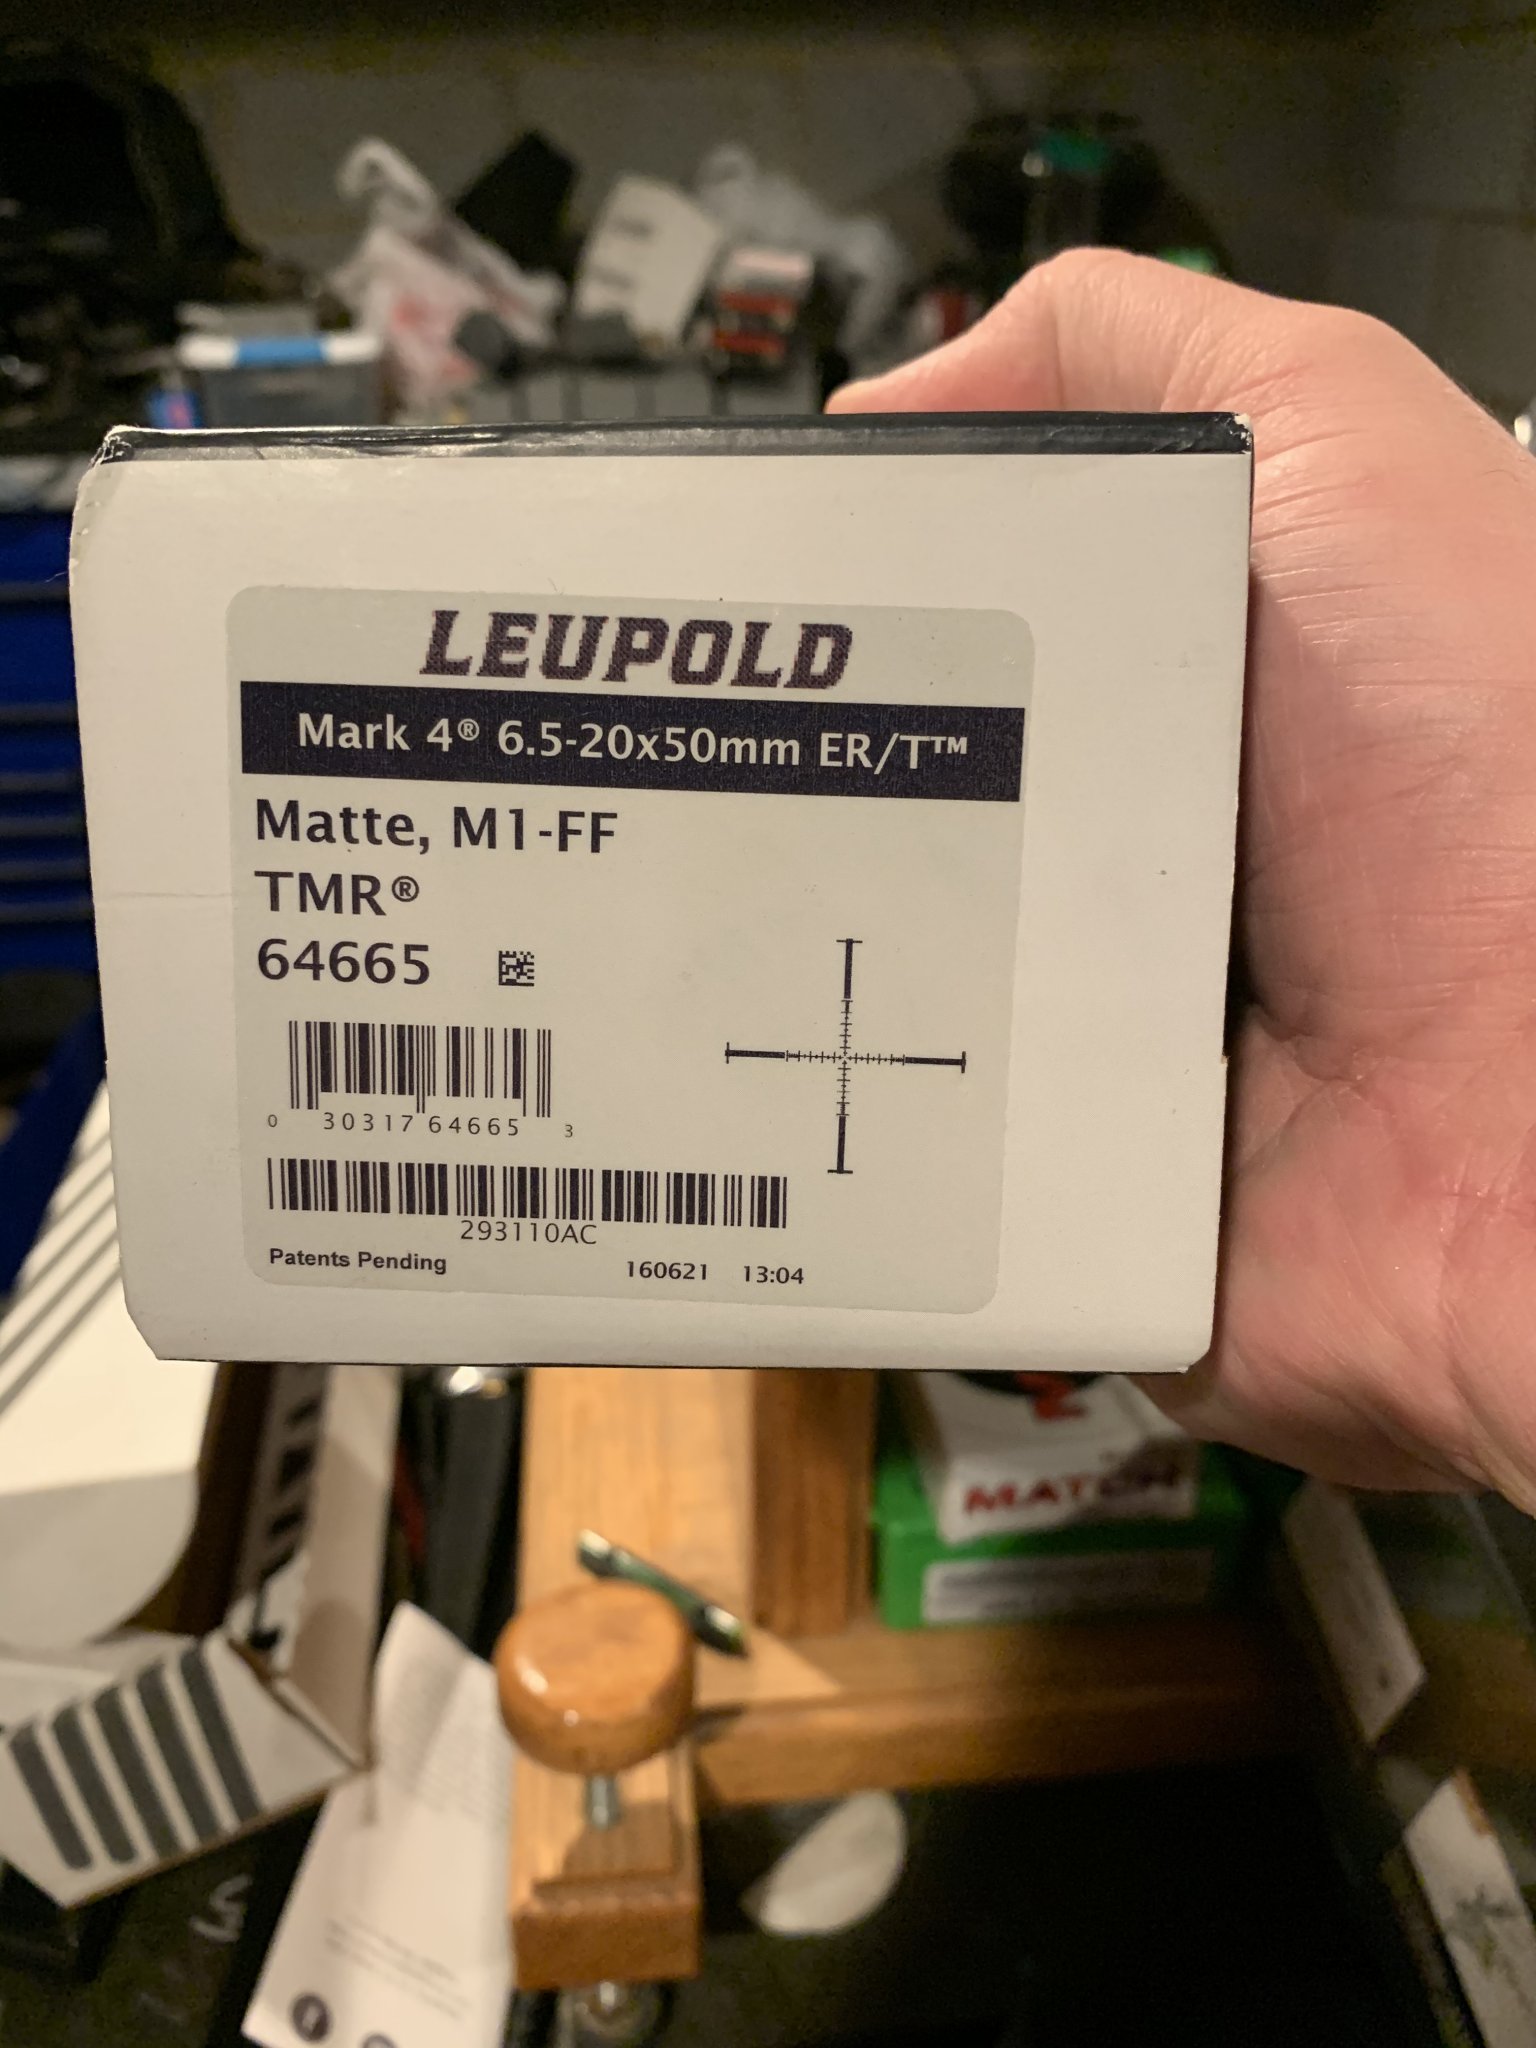 LEUPOLD
Mark 4® 6.5-20x50mm ER/T™
Matte, M1-FF
TMR®
64665
0 30317 64665 3
293110AC
Patents Pending 160621 13:04
MATCH